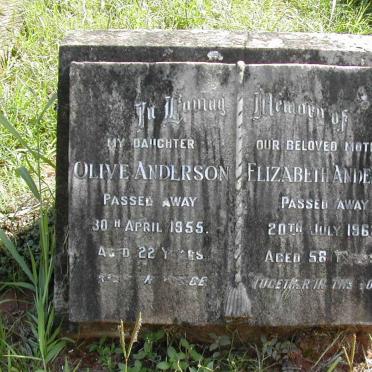 In Loving Memory of
MY DAUGHTER
OLIVE ANDERSON
PASSED AWAY
30TH APRIL 1955.
AGED 22 YEARS.
OUR BELOVED
ELIZABETH
PASSED AWAY
20TH JULY
AGED 58
TOGETHER IN